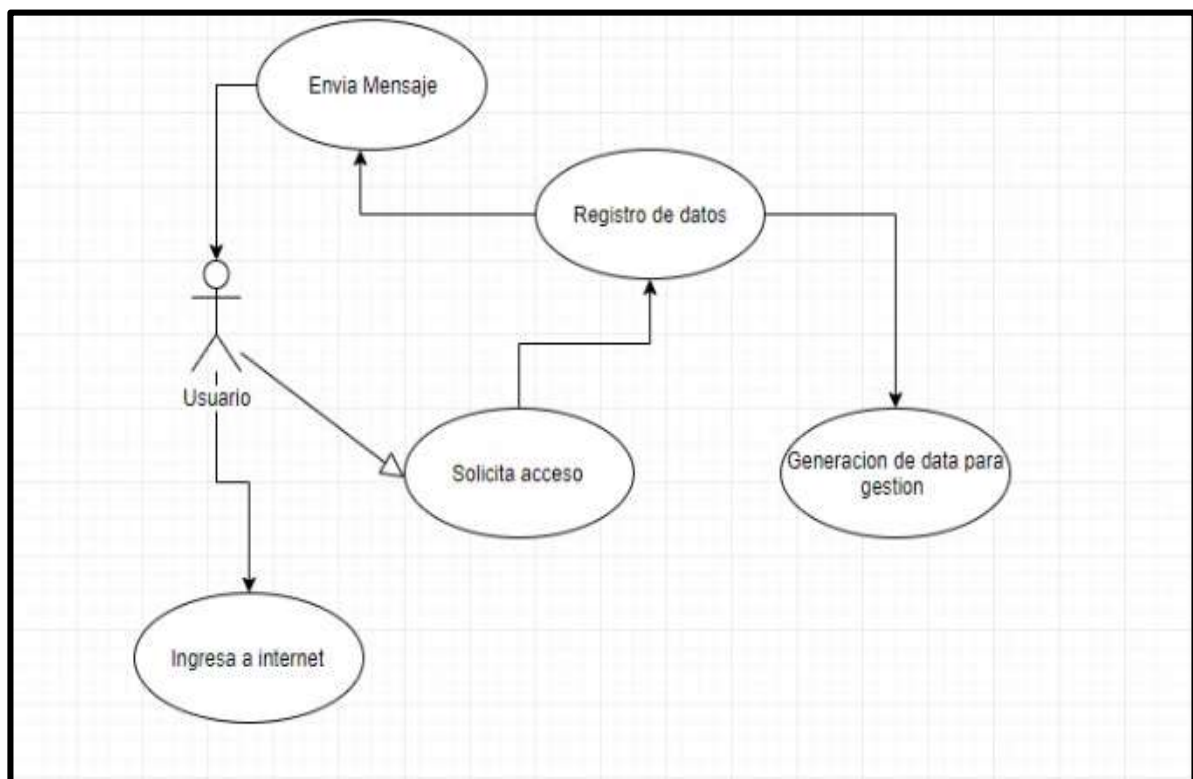 Envia Mensaje
Registro de datos
Usuario
Solicita acceso
Generacion de data para
gestion
Ingresa a internet